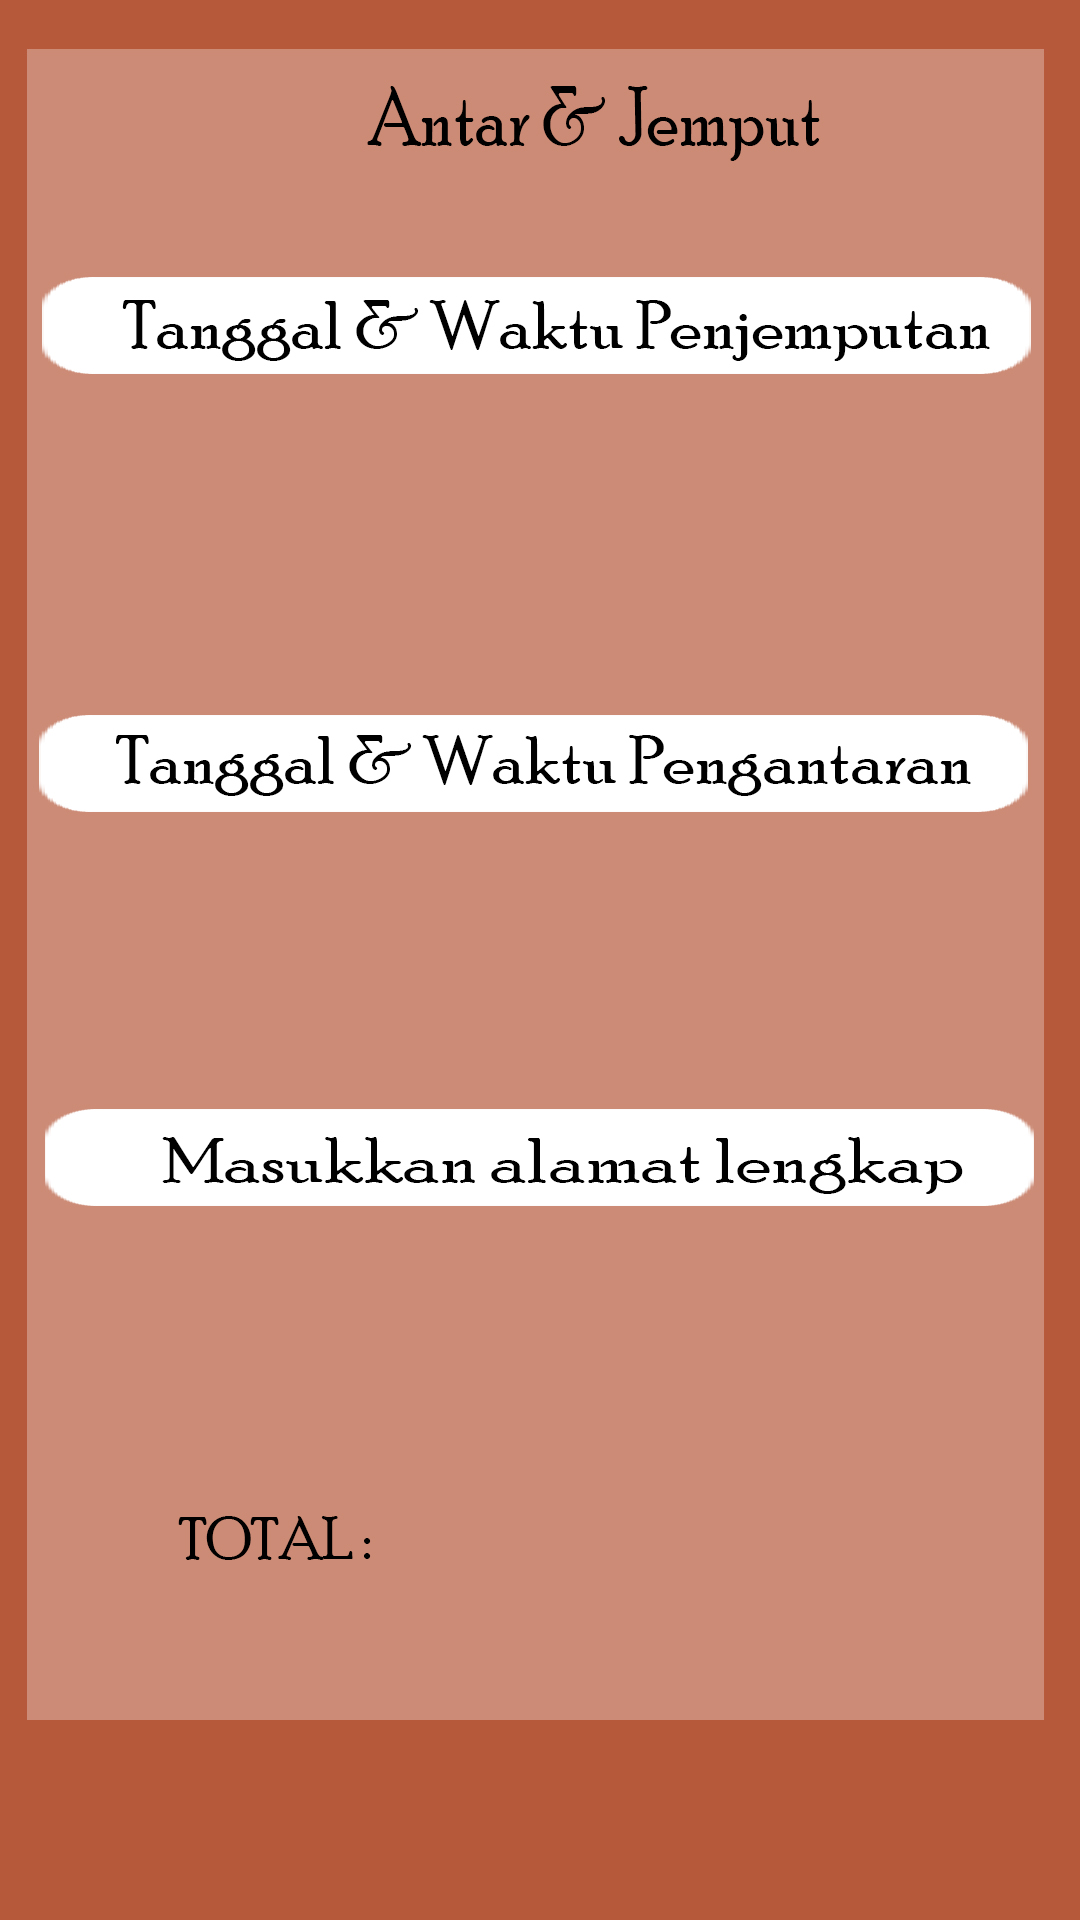 Antar & Jemput
Tanggal & Waktu Penjemputan
Tanggal & Waktu Pengantaran
Masukkan alamat lengkap
TOTAL :